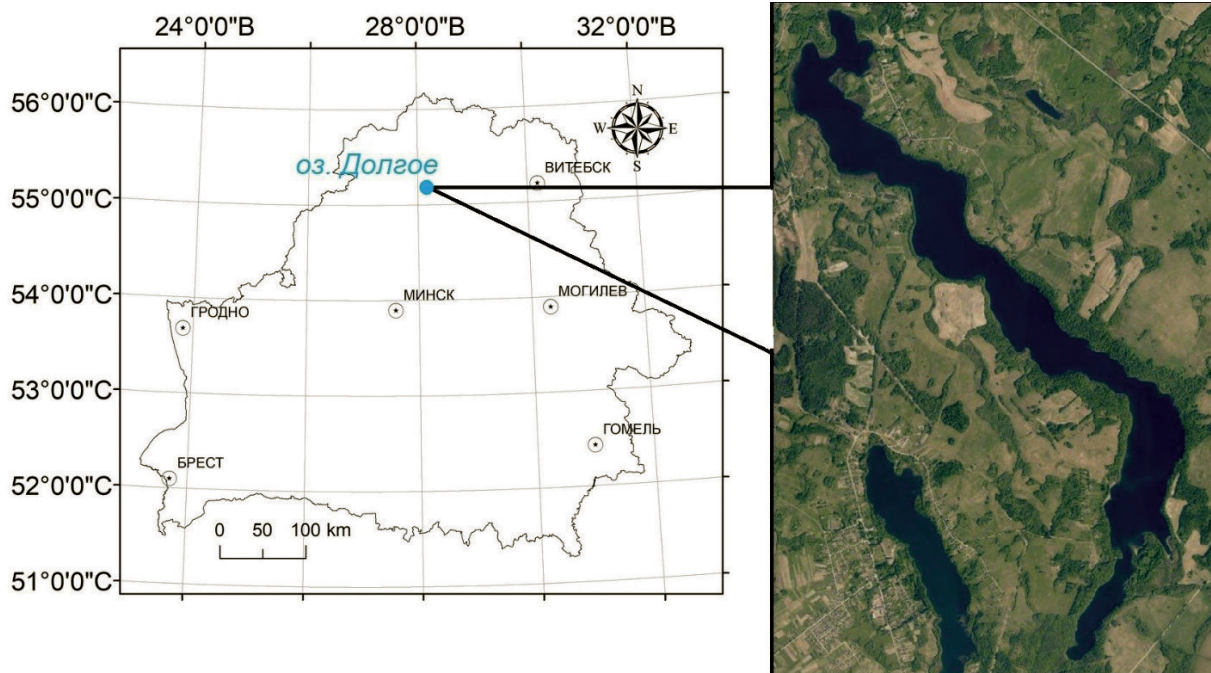 24°0'0"В 28°0'0"В 32°0'0"В
56°0'0"С
N
W E
S
оз. Долгое
ВИТЕБСК
55°0'0"С
54°0'0"С
МИНСК
МОГИЛЕВ
ГРОДНО
53°0'0"С
ГОМЕЛЬ
БРЕСТ
52°0'0"С
0 50 100 km
51°0'0"С